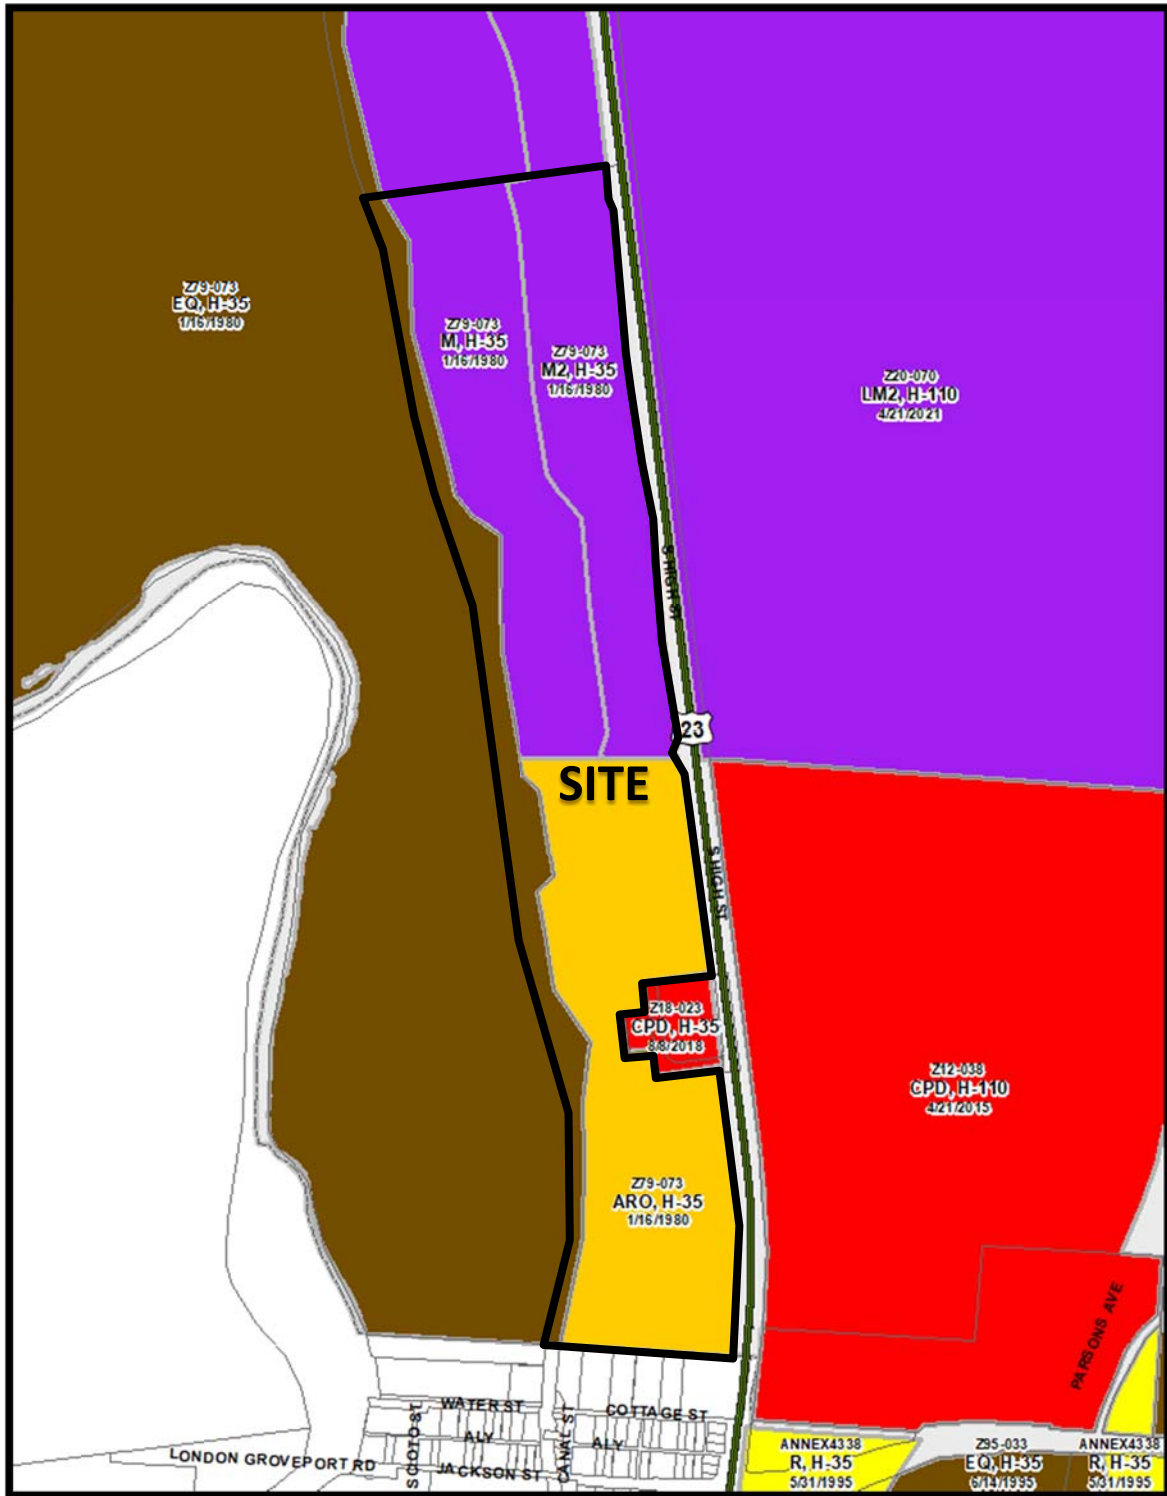 Z79-073
EQ, H-35
1/16/1980
Z79-073
M, H-35
1/16/1980
Z79-073
M2, H-35
1/16/1980
Z20-070
LM2, H-110
4/21/2021
S HIGH ST
23
SITE
S HIGH ST
Z18-023
CPD, H-35
8/8/2018
Z12-038
CPD, H-110
4/21/2015
Z79-073
ARO, H-35
1/16/1980
PARSONS AVE
WATER ST
COTTAGE ST
SCIOTO ST
CANAL ST
ALY
ALY
LONDON GROVEPORT RD
JACKSON ST
ANNEX4338
R, H-35
5/31/1995
Z95-033
EQ, H-35
6/14/1995
ANNEX4338
R, H-35
5/31/1995